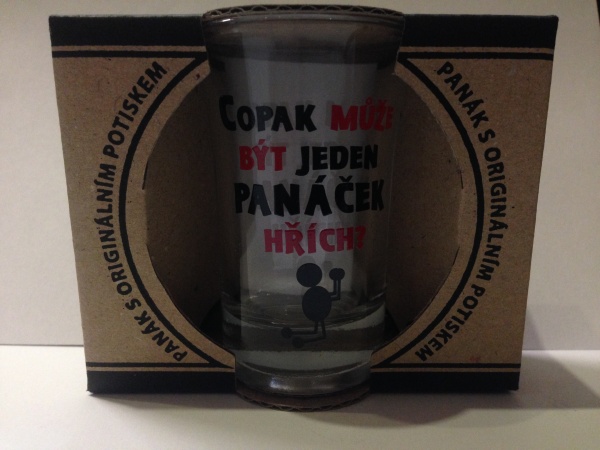 PANÁK S ORIGINÁLNÍM POTISKEM
COPAK MŮŽE
BÝT JEDEN
PANÁČEK
HŘÍCH?
PANÁK S ORIGINÁLNÍM POTISKEM